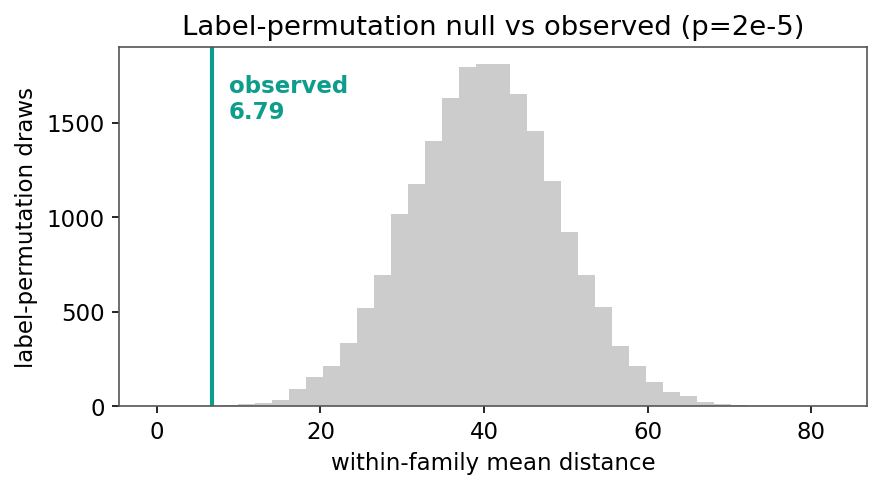 Label-permutation null vs observed (p=2e-5)
observed
6.79
label-permutation draws
1500
1000
500
0
0 20 40 60 80
within-family mean distance